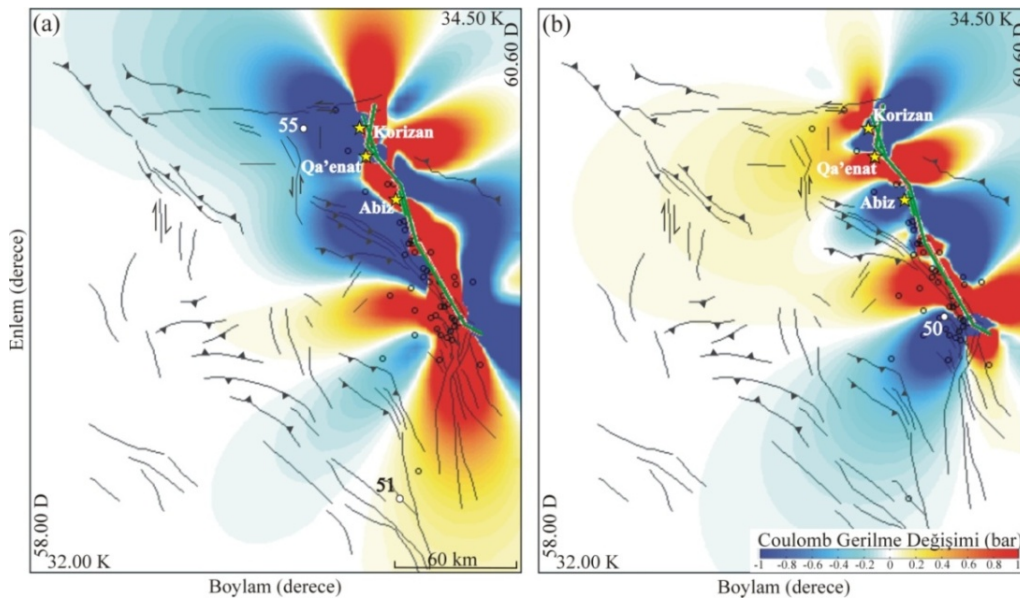 (a)
34.50 K
60.60 D
Korizan
55
Qa'enat
Abiz
51
58.00 D
32.00 K
60 km
Enlem (derece)
Boylam (derece)
(b)
34.50 K
60.60 D
Korizan
Qa'enat
Abiz
50
58.00 D
32.00 K
Coulomb Gerilme Değişimi (bar)
-1 -0.8 -0.6 -0.4 -0.2 0 0.2 0.4 0.6 0.8 1
Boylam (derece)